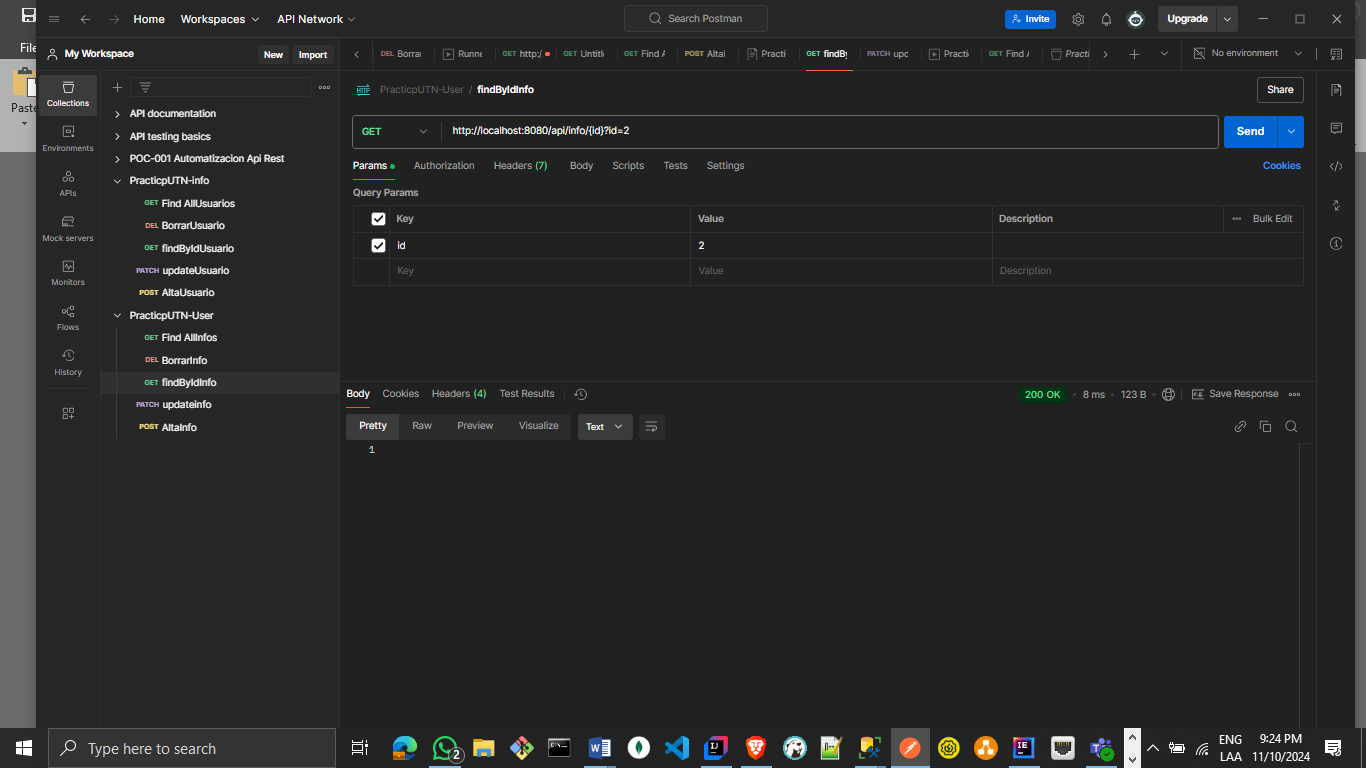 Home
Workspaces
API Network
Search Postman
Invite
Upgrade
File
Paste
My Workspace
New
Import
Borrar
Runne
GET http:/
GET Untitle
GET Find A
POST Altal
Practi
GET findBy
PATCH upd
Practi
GET Find A
Practi
No environment
Collections
Environments
APIs
Mock servers
Monitors
Flows
History
API documentation
API testing basics
POC-001 Automatizacion Api Rest
PracticpUTN-info
GET Find AllUsuarios
DEL BorrarUsuario
GET findByIdUsuario
PATCH updateUsuario
POST AltaUsuario
PracticpUTN-User
GET Find AllInfos
DEL BorrarInfo
GET findByIdInfo
PATCH updateinfo
POST AltaInfo
HTTP PracticpUTN-User / findByIdInfo
Share
GET
http://localhost:8080/api/info/{id}?id=2
Send
Params
Authorization
Headers (7)
Body
Scripts
Tests
Settings
Cookies
Query Params
Key
Value
Description
Bulk Edit
id
2
Key
Value
Description
Body
Cookies
Headers (4)
Test Results
200 OK
8 ms
123 B
Save Response
Pretty
Raw
Preview
Visualize
Text
1
Type here to search
2
ENG
LAA
9:24 PM
11/10/2024